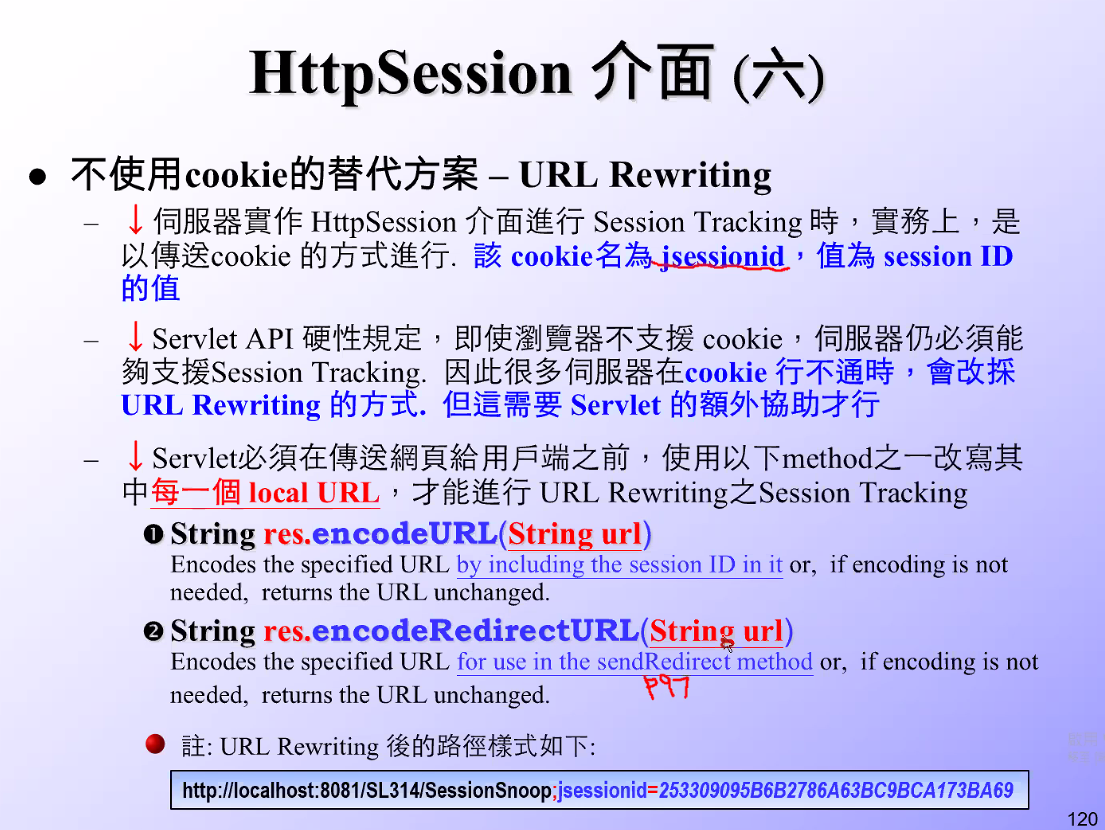 HttpSession 介面 (六)
● 不使用cookie的替代方案 – URL Rewriting
– ↓伺服器實作 HttpSession 介面進行 Session Tracking 時，實務上，是
以傳送cookie 的方式進行. 該 cookie名為 jsessionid，值為 session ID
的值
– ↓Servlet API 硬性規定，即使瀏覽器不支援 cookie，伺服器仍必須能
夠支援Session Tracking. 因此很多伺服器在cookie 行不通時，會改採
URL Rewriting 的方式. 但這需要 Servlet 的額外協助才行
– ↓Servlet必須在傳送網頁給用戶端之前，使用以下method之一改寫其
中每一個 local URL，才能進行 URL Rewriting之Session Tracking
❶ String res.encodeURL(String url)
Encodes the specified URL by including the session ID in it or, if encoding is not
needed, returns the URL unchanged.
❷ String res.encodeRedirectURL(String url)
Encodes the specified URL for use in the sendRedirect method or, if encoding is not
needed, returns the URL unchanged.
P97
註: URL Rewriting 後的路徑樣式如下:
http://localhost:8081/SL314/SessionSnoop;jsessionid=253309095B6B2786A63BC9BCA173BA69
120